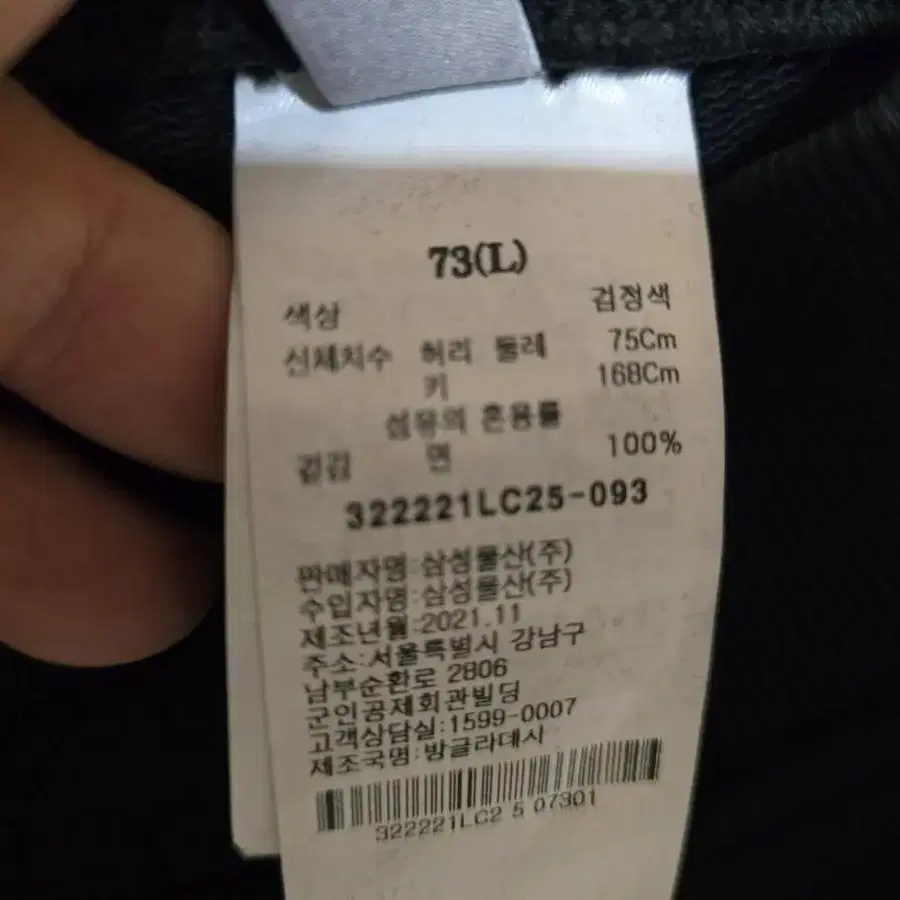 73(L)
색상 검정색
신체치수 허리 둘레 75Cm
키 168Cm
섬유의 혼용률
겉감 면 100%
322221LC25-093
판매자명:삼성물산(주)
수입자명:삼성물산(주)
제조년월:2021.11
주소:서울특별시 강남구
남부순환로 2806
군인공제회관빌딩
고객상담실:1599-0007
제조국명:방글라데시
322221LC2 5 07301